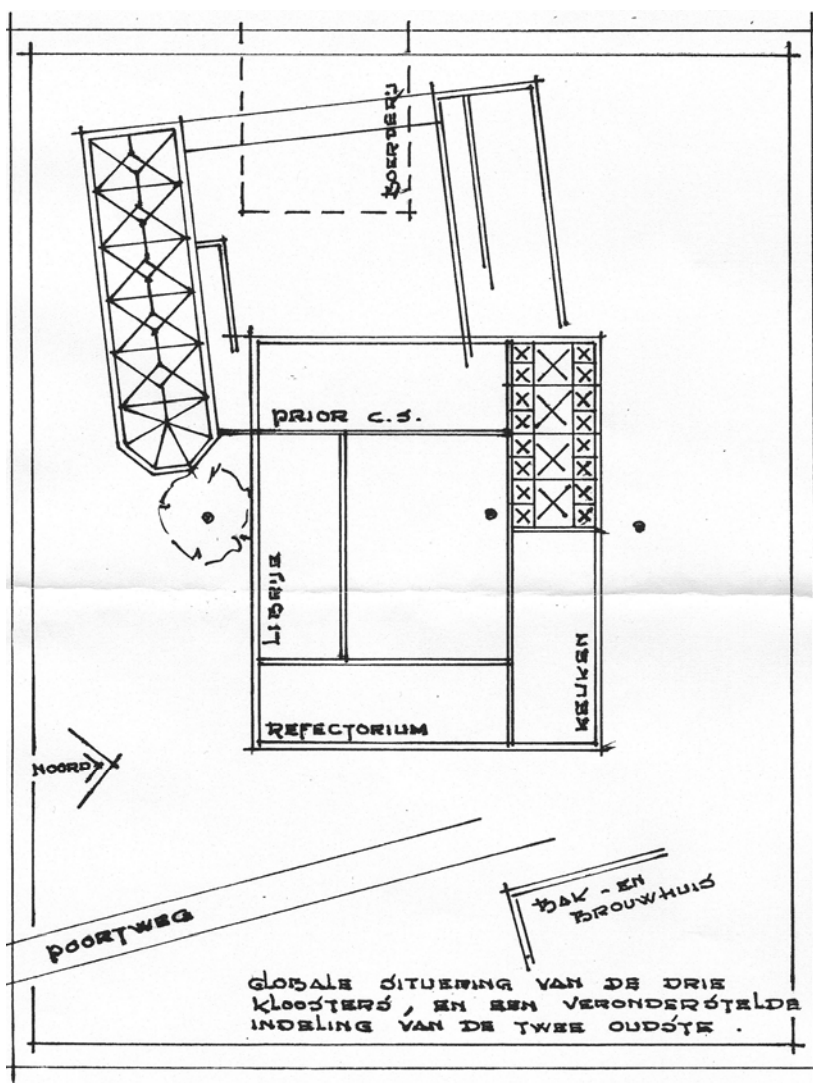 BOERDERIJ
PRIOR C.S.
LIBRIJE
KEUKEN
REFECTORIUM
NOORD
POORTWEG
BAK - EN
BROUWHUIS
GLOBALE SITUERING VAN DE DRIE
KLOOSTERS, EN EEN VERONDERSTELDE
INDELING VAN DE TWEE OUDSTE.